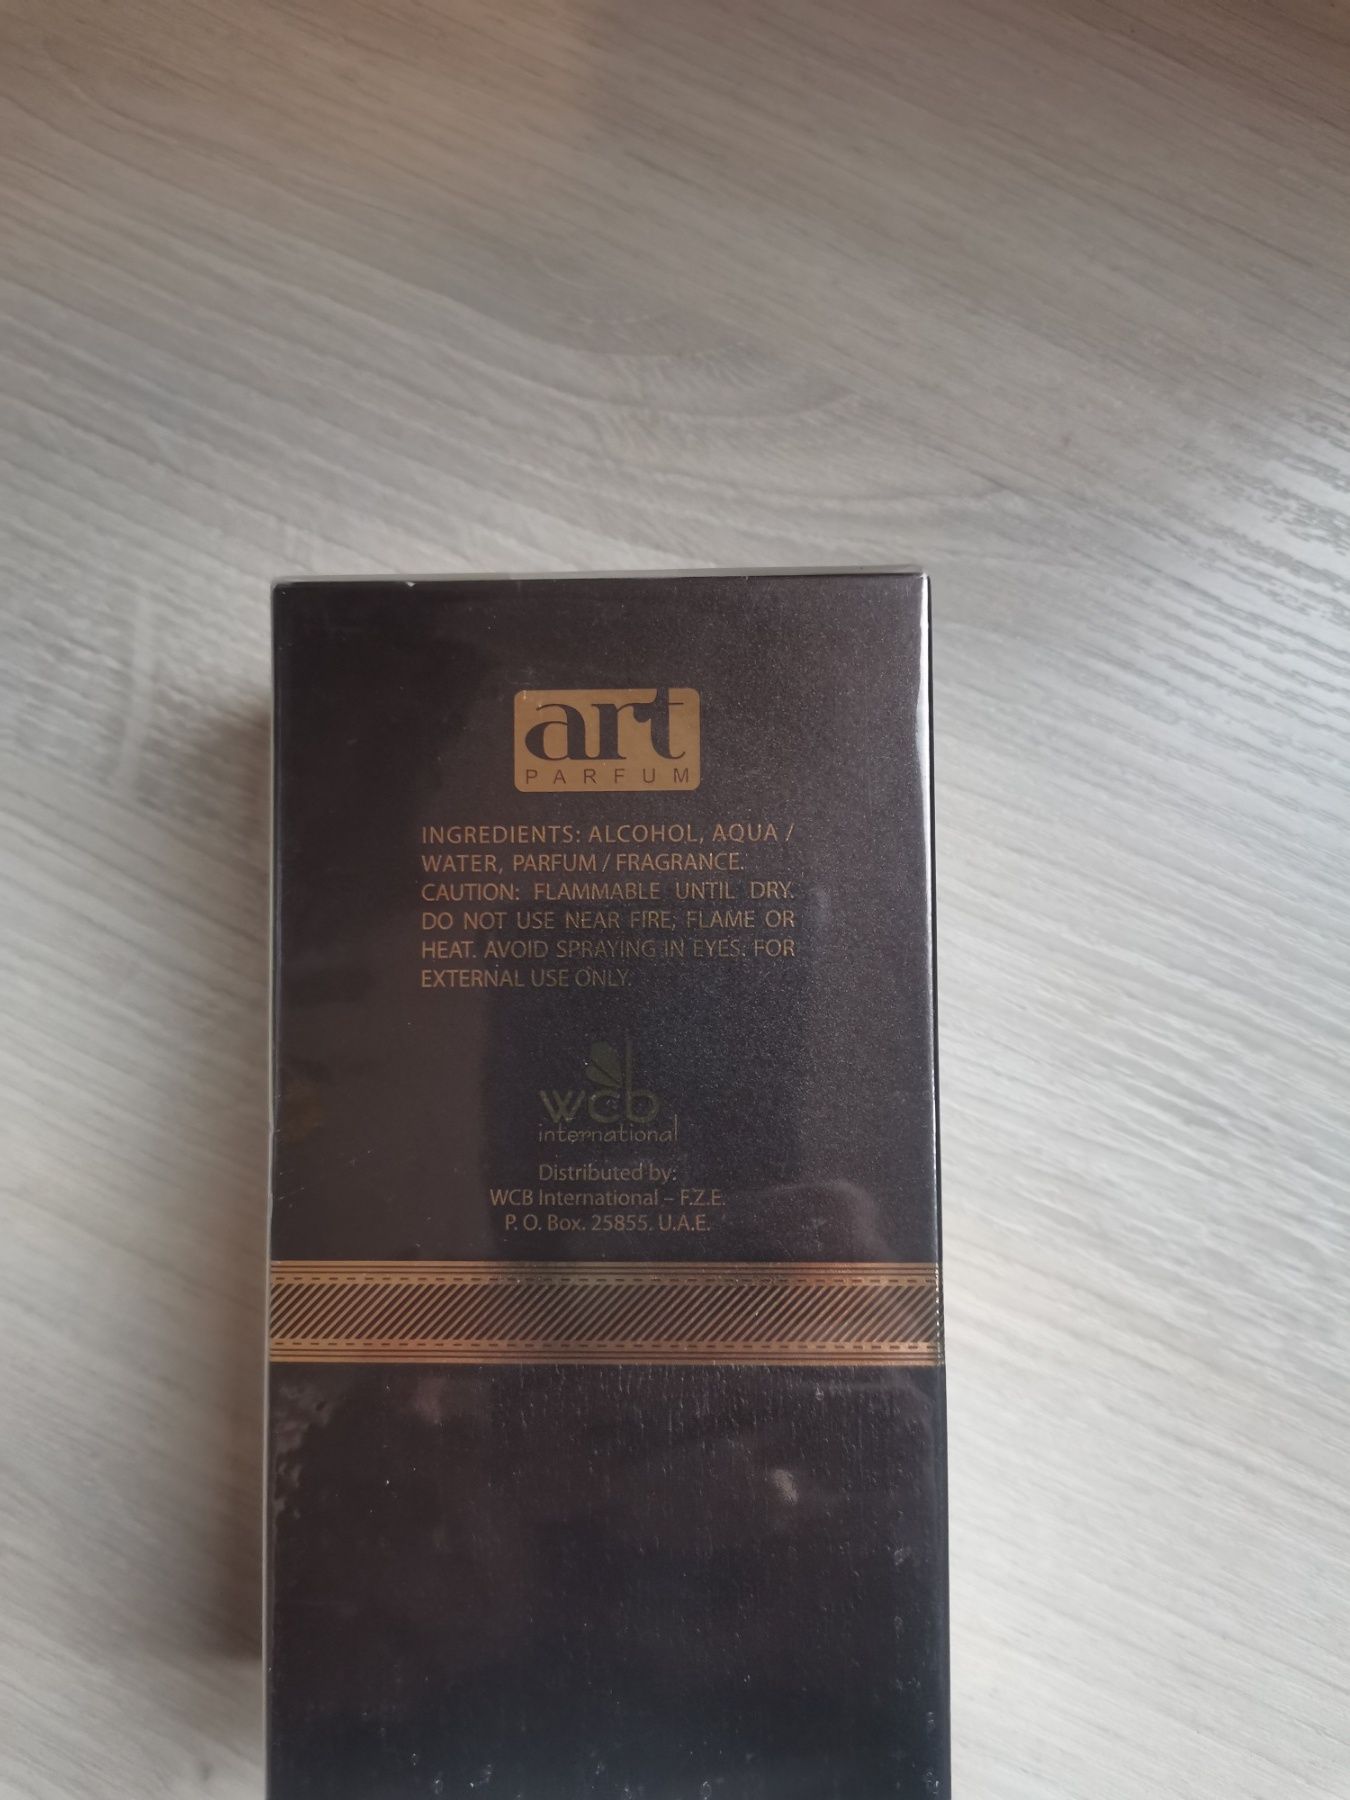 art
PARFUM
INGREDIENTS: ALCOHOL, AQUA /
WATER, PARFUM / FRAGRANCE.
CAUTION: FLAMMABLE UNTIL DRY.
DO NOT USE NEAR FIRE, FLAME OR
HEAT. AVOID SPRAYING IN EYES. FOR
EXTERNAL USE ONLY.
wcb
international
Distributed by:
WCB International – F.Z.E.
P. O. Box. 25855. U.A.E.